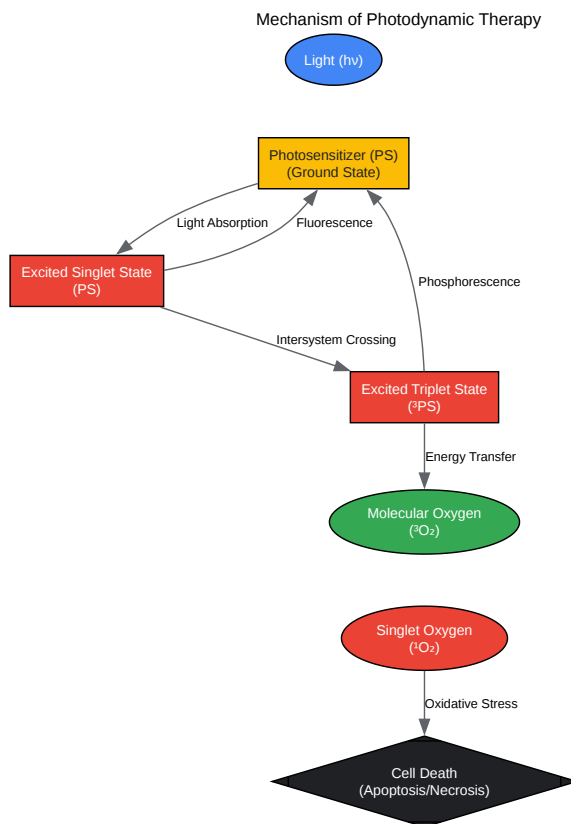 Mechanism of Photodynamic Therapy
Light (hν)
Photosensitizer (PS)
(Ground State)
Light Absorption
Fluorescence
Excited Singlet State
(PS)
Phosphorescence
Intersystem Crossing
Excited Triplet State
(³PS)
Energy Transfer
Molecular Oxygen
(³O₂)
Singlet Oxygen
(¹O₂)
Oxidative Stress
Cell Death
(Apoptosis/Necrosis)